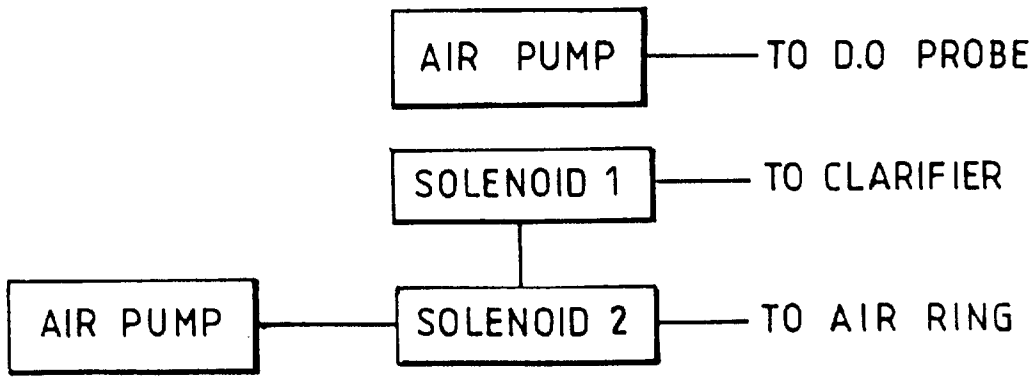 AIR PUMP
TO D.O PROBE
SOLENOID 1
TO CLARIFIER
AIR PUMP
SOLENOID 2
TO AIR RING